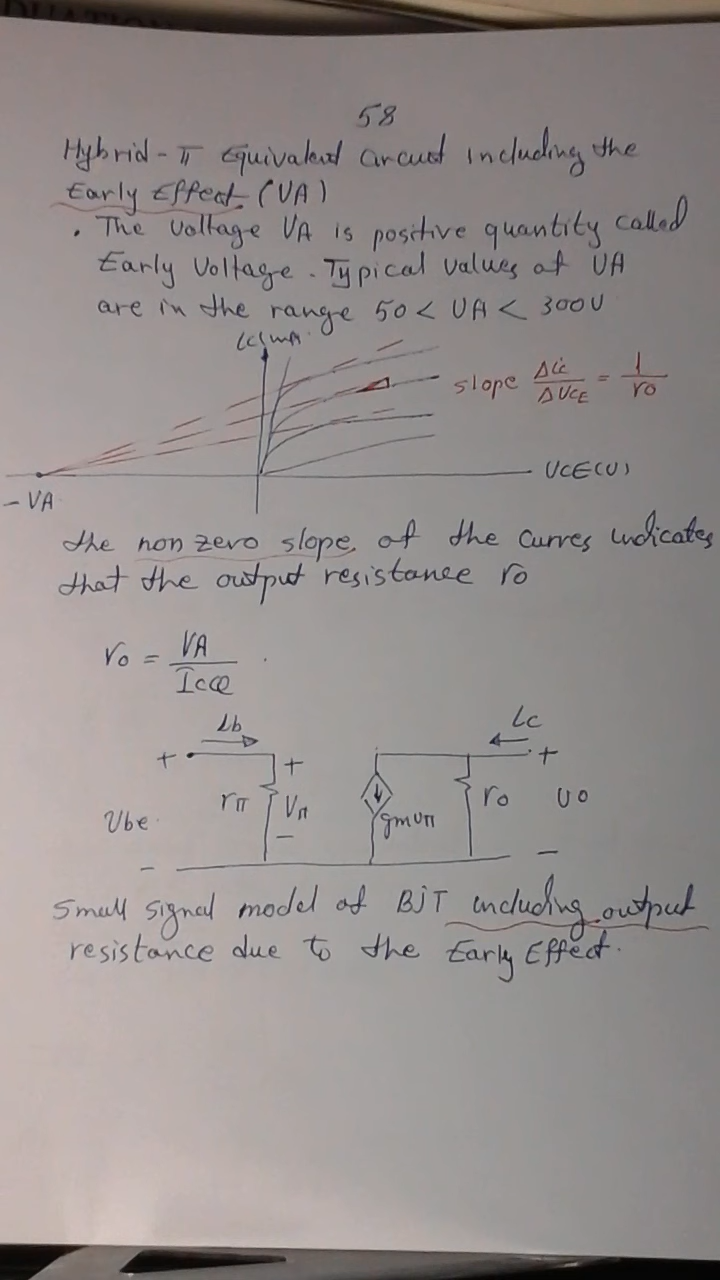 58
Hybrid-π Equivalent Circuit including the
Early Effect. (VA)
. The voltage VA is positive quantity called
Early Voltage. Typical values of VA
are in the range 50 < VA < 300V
ic(mA)
slope Δic/ΔVCE = 1/ro
VCE(V)
-VA
the non zero slope of the curves indicates
that the output resistance ro
ro = VA/ICQ
ib ic
+ + +
Vbe rπ Vπ gmvπ ro vo
- - -
Small signal model of BJT including output
resistance due to the Early Effect.